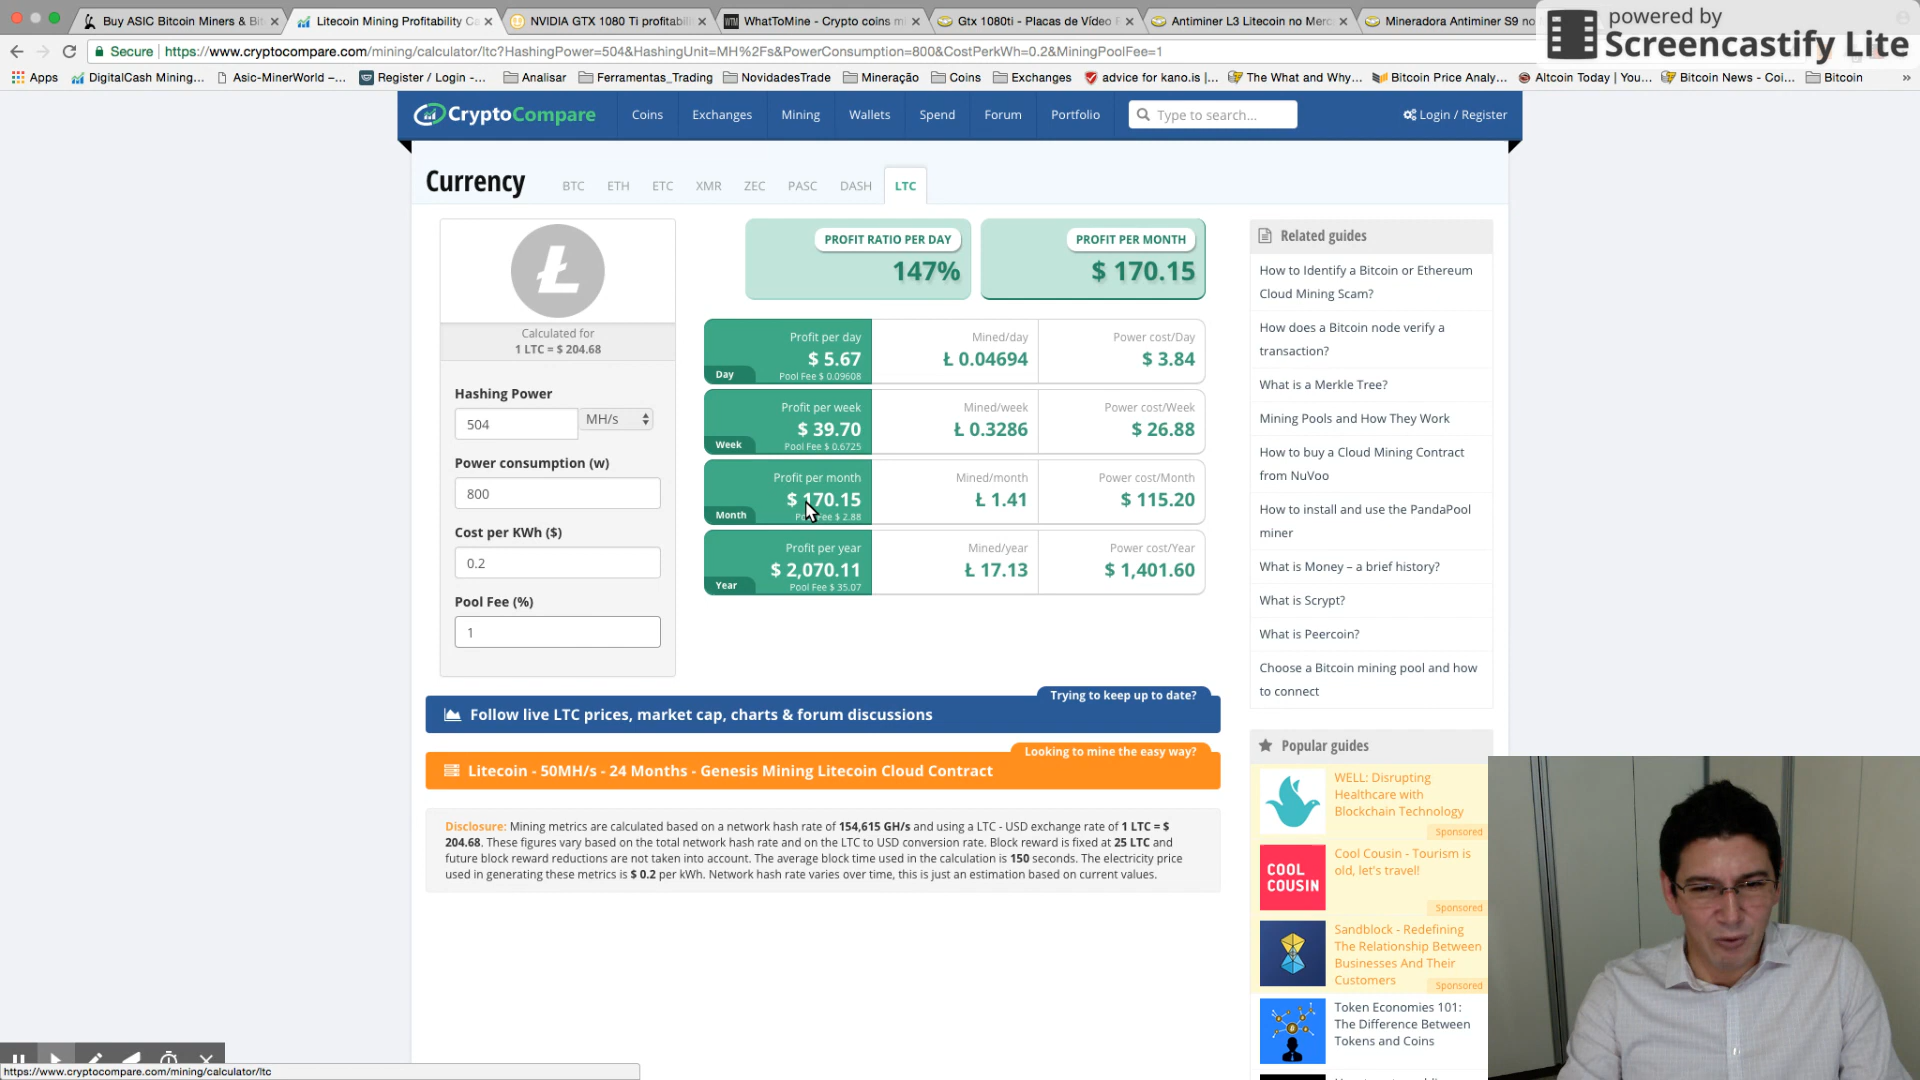 Buy ASIC Bitcoin Miners & Bi
Litecoin Mining Profitability Ca
NVIDIA GTX 1080 Ti profitabil
WhatToMine - Crypto coins mi
Gtx 1080ti - Placas de Vídeo P
Antiminer L3 Litecoin no Merc
Mineradora Antiminer S9 no
powered by
Screencastify Lite
Secure
https://www.cryptocompare.com/mining/calculator/ltc?HashingPower=504&HashingUnit=MH%2Fs&PowerConsumption=800&CostPerkWh=0.2&MiningPoolFee=1
Apps
DigitalCash Mining...
Asic-MinerWorld –...
Register / Login -...
Analisar
Ferramentas_Trading
NovidadesTrade
Mineração
Coins
Exchanges
advice for kano.is |...
The What and Why...
Bitcoin Price Analy...
Altcoin Today | You...
Bitcoin News - Coi...
Bitcoin
»
CryptoCompare
Coins
Exchanges
Mining
Wallets
Spend
Forum
Portfolio
Type to search...
Login / Register
Currency
BTC
ETH
ETC
XMR
ZEC
PASC
DASH
LTC
Calculated for
1 LTC = $ 204.68
Hashing Power
504
MH/s
Power consumption (w)
800
Cost per KWh ($)
0.2
Pool Fee (%)
1
PROFIT RATIO PER DAY
147%
PROFIT PER MONTH
$ 170.15
Profit per day
$ 5.67
Pool Fee $ 0.09608
Day
Mined/day
Ł 0.04694
Power cost/Day
$ 3.84
Profit per week
$ 39.70
Pool Fee $ 0.6725
Week
Mined/week
Ł 0.3286
Power cost/Week
$ 26.88
Profit per month
$ 170.15
$ 2.88
Month
Mined/month
Ł 1.41
Power cost/Month
$ 115.20
Profit per year
$ 2,070.11
Pool Fee $ 35.07
Year
Mined/year
Ł 17.13
Power cost/Year
$ 1,401.60
Trying to keep up to date?
Follow live LTC prices, market cap, charts & forum discussions
Looking to mine the easy way?
Litecoin - 50MH/s - 24 Months - Genesis Mining Litecoin Cloud Contract
Disclosure: Mining metrics are calculated based on a network hash rate of 154,615 GH/s and using a LTC - USD exchange rate of 1 LTC = $
204.68. These figures vary based on the total network hash rate and on the LTC to USD conversion rate. Block reward is fixed at 25 LTC and
future block reward reductions are not taken into account. The average block time used in the calculation is 150 seconds. The electricity price
used in generating these metrics is $ 0.2 per kWh. Network hash rate varies over time, this is just an estimation based on current values.
Related guides
How to Identify a Bitcoin or Ethereum
Cloud Mining Scam?
How does a Bitcoin node verify a
transaction?
What is a Merkle Tree?
Mining Pools and How They Work
How to buy a Cloud Mining Contract
from NuVoo
How to install and use the PandaPool
miner
What is Money – a brief history?
What is Scrypt?
What is Peercoin?
Choose a Bitcoin mining pool and how
to connect
Popular guides
WELL: Disrupting
Healthcare with
Blockchain Technology
Sponsored
COOL
COUSIN
Cool Cousin - Tourism is
old, let's travel!
Sponsored
Sandblock - Redefining
The Relationship Between
Businesses And Their
Customers
Sponsored
Token Economies 101:
The Difference Between
Tokens and Coins
https://www.cryptocompare.com/mining/calculator/ltc